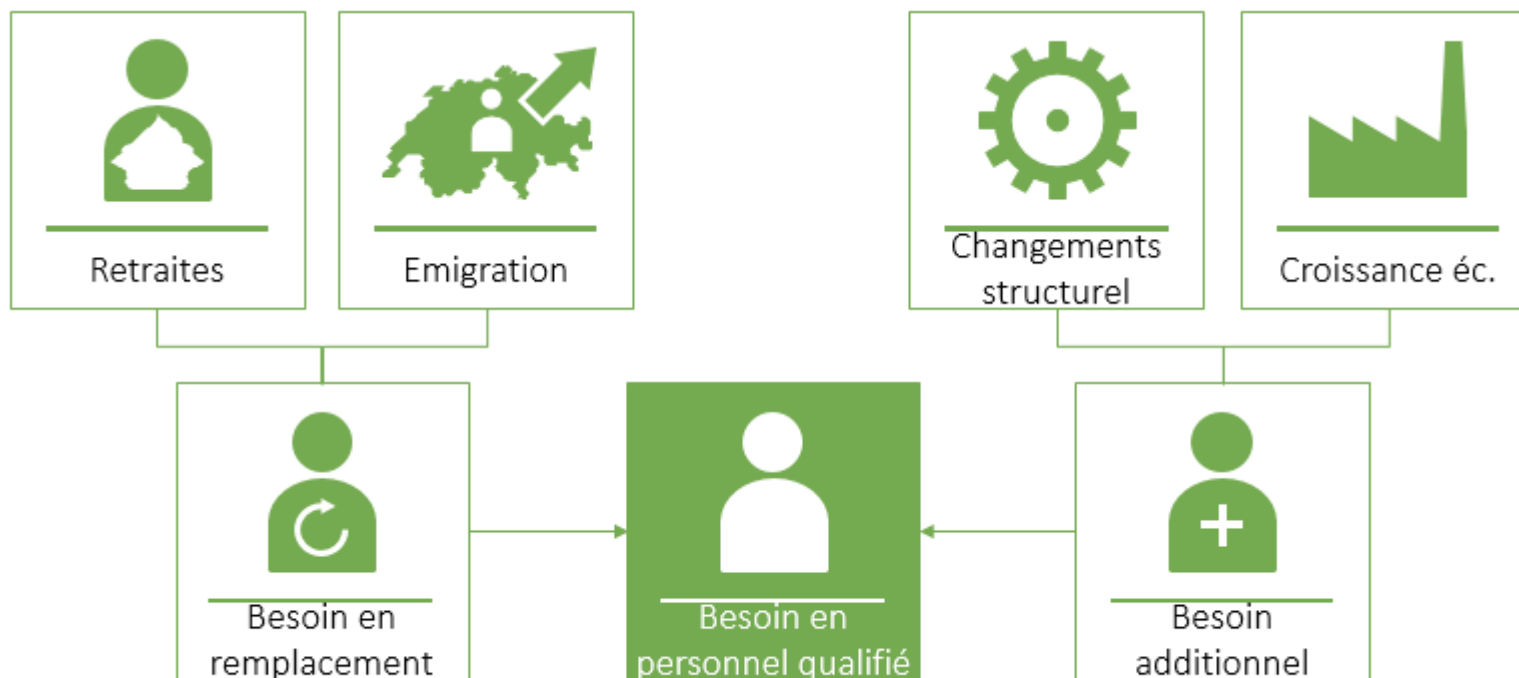 Retraites
Emigration
Changements
structurel
Croissance éc.
Besoin en
remplacement
Besoin en
personnel qualifié
Besoin
additionnel